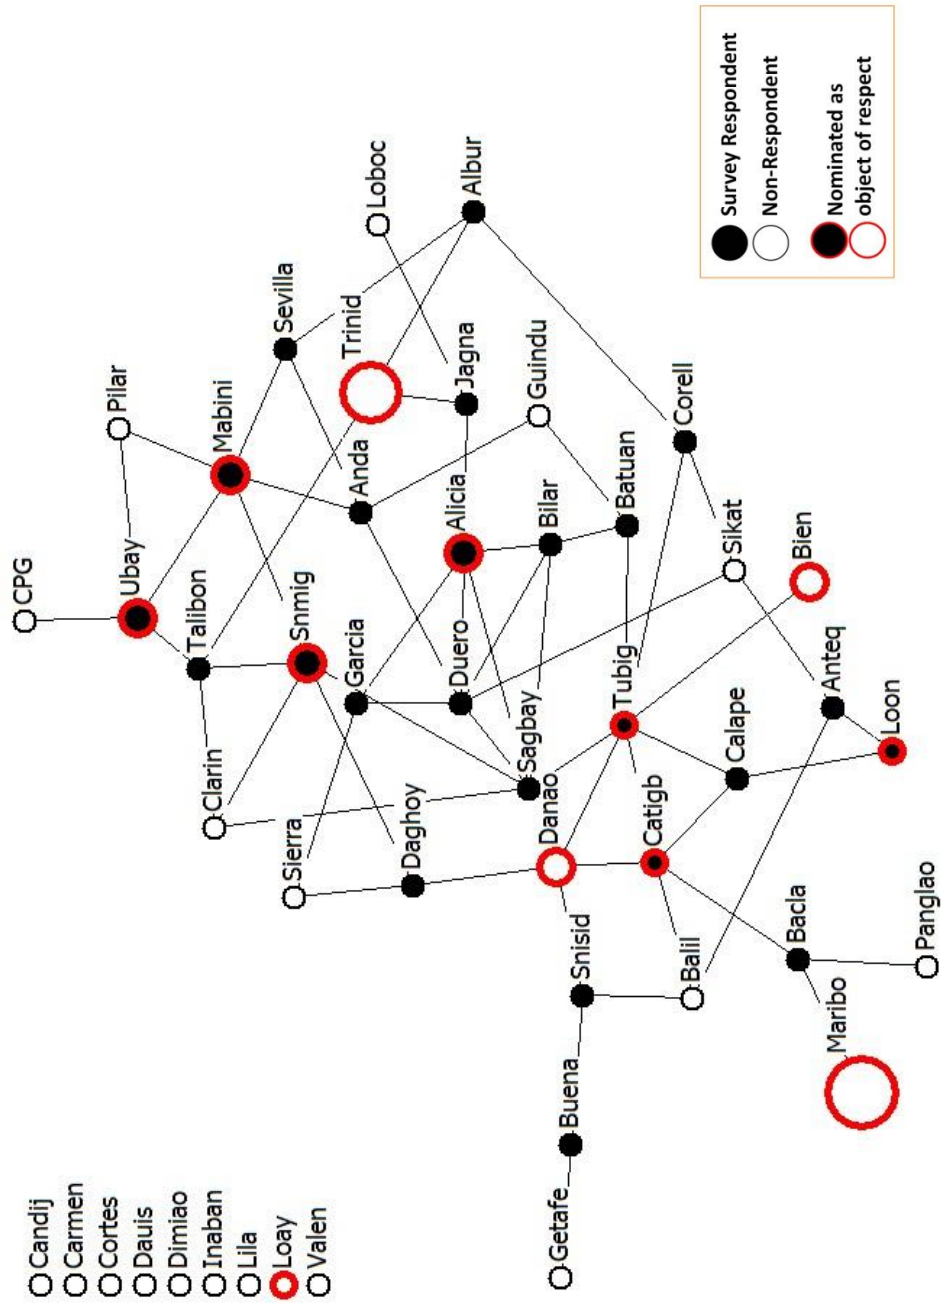 Candij
Carmen
Cortes
Dauis
Dimiao
Inaban
Lila
Loay
Valen
CPG
Pilar
Ubay
Mabini
Talibon
Sevilla
Clarin
Snmig
Trinid
Loboc
Sierra
Garcia
Anda
Albur
Daghoy
Duero
Alicia
Jagna
Sagbay
Bilar
Guindu
Danao
Getafe
Buena
Snisid
Catigb
Tubig
Batuan
Balil
Calape
Corell
Sikat
Bacla
Maribo
Anteq
Bien
Loon
Panglao
Survey Respondent
Non-Respondent
Nominated as
object of respect